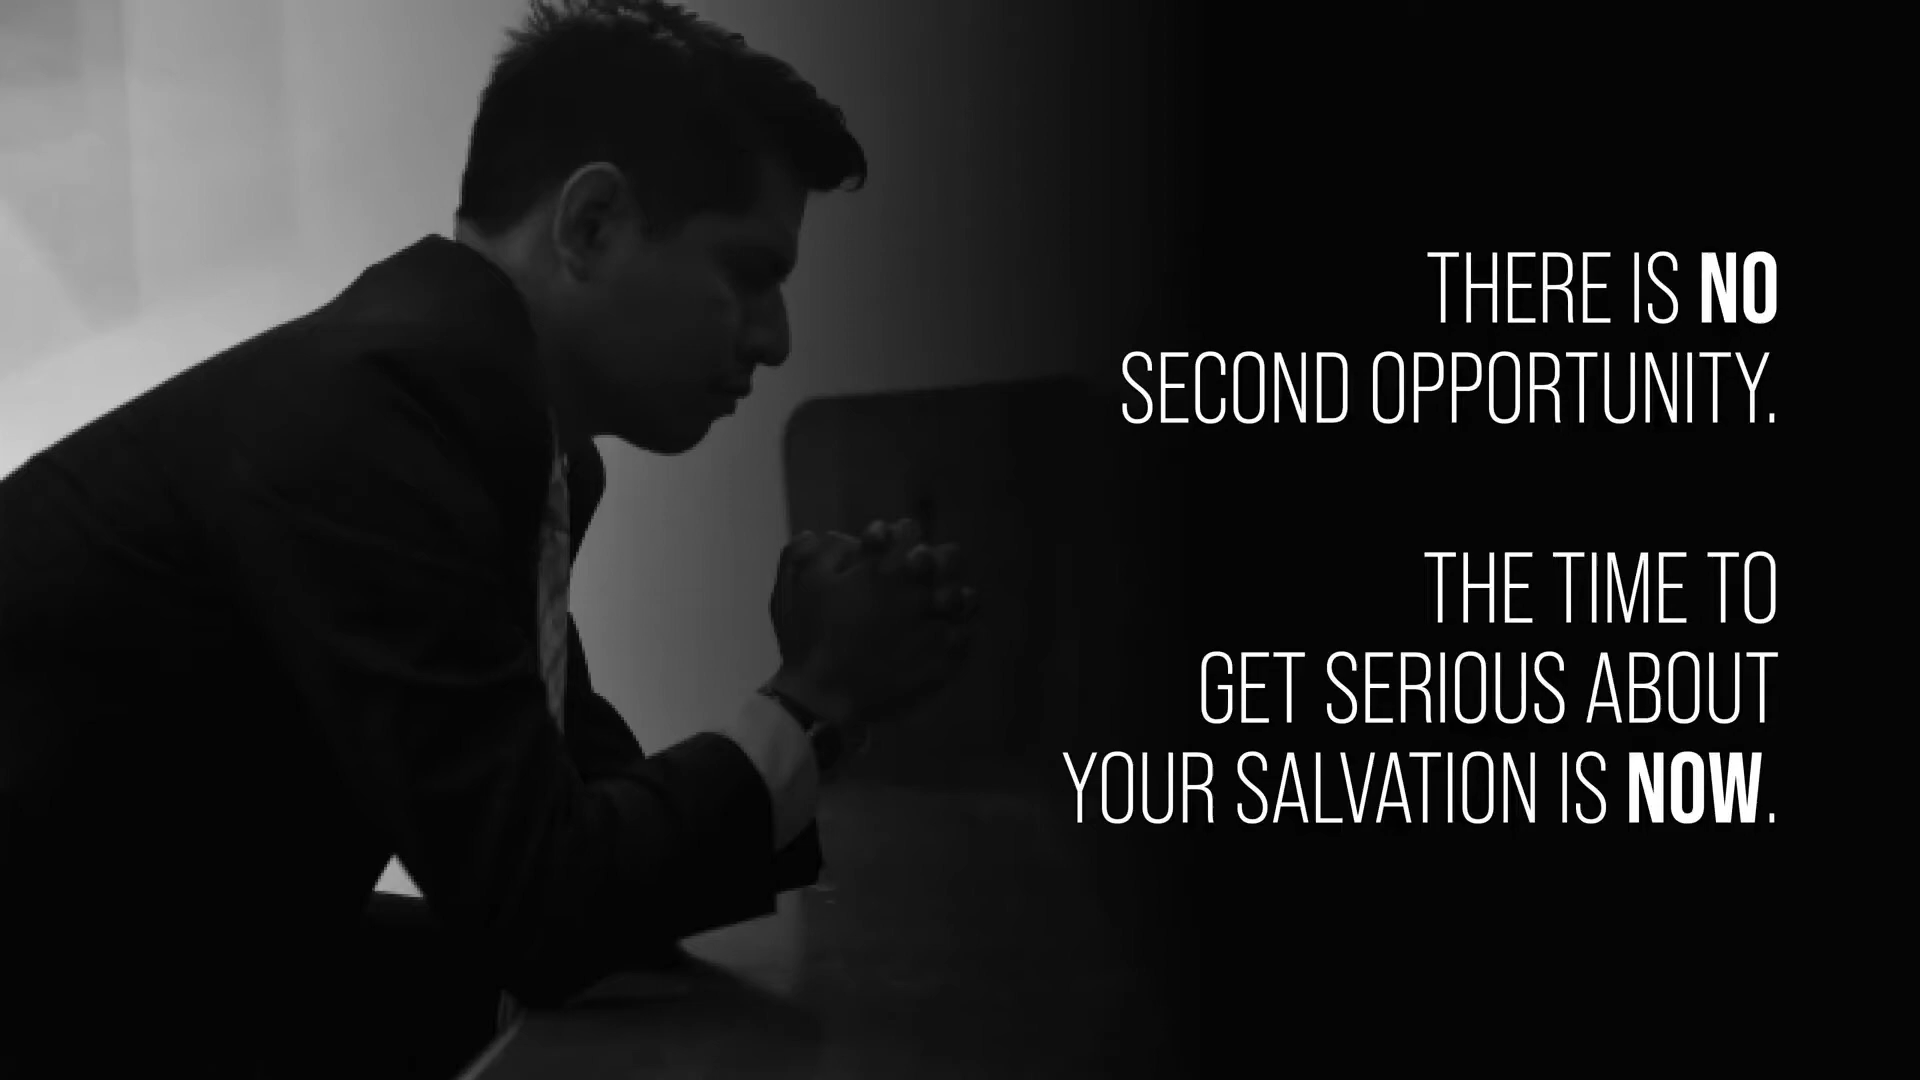 THERE IS NO
SECOND OPPORTUNITY.
THE TIME TO
GET SERIOUS ABOUT
YOUR SALVATION IS NOW.